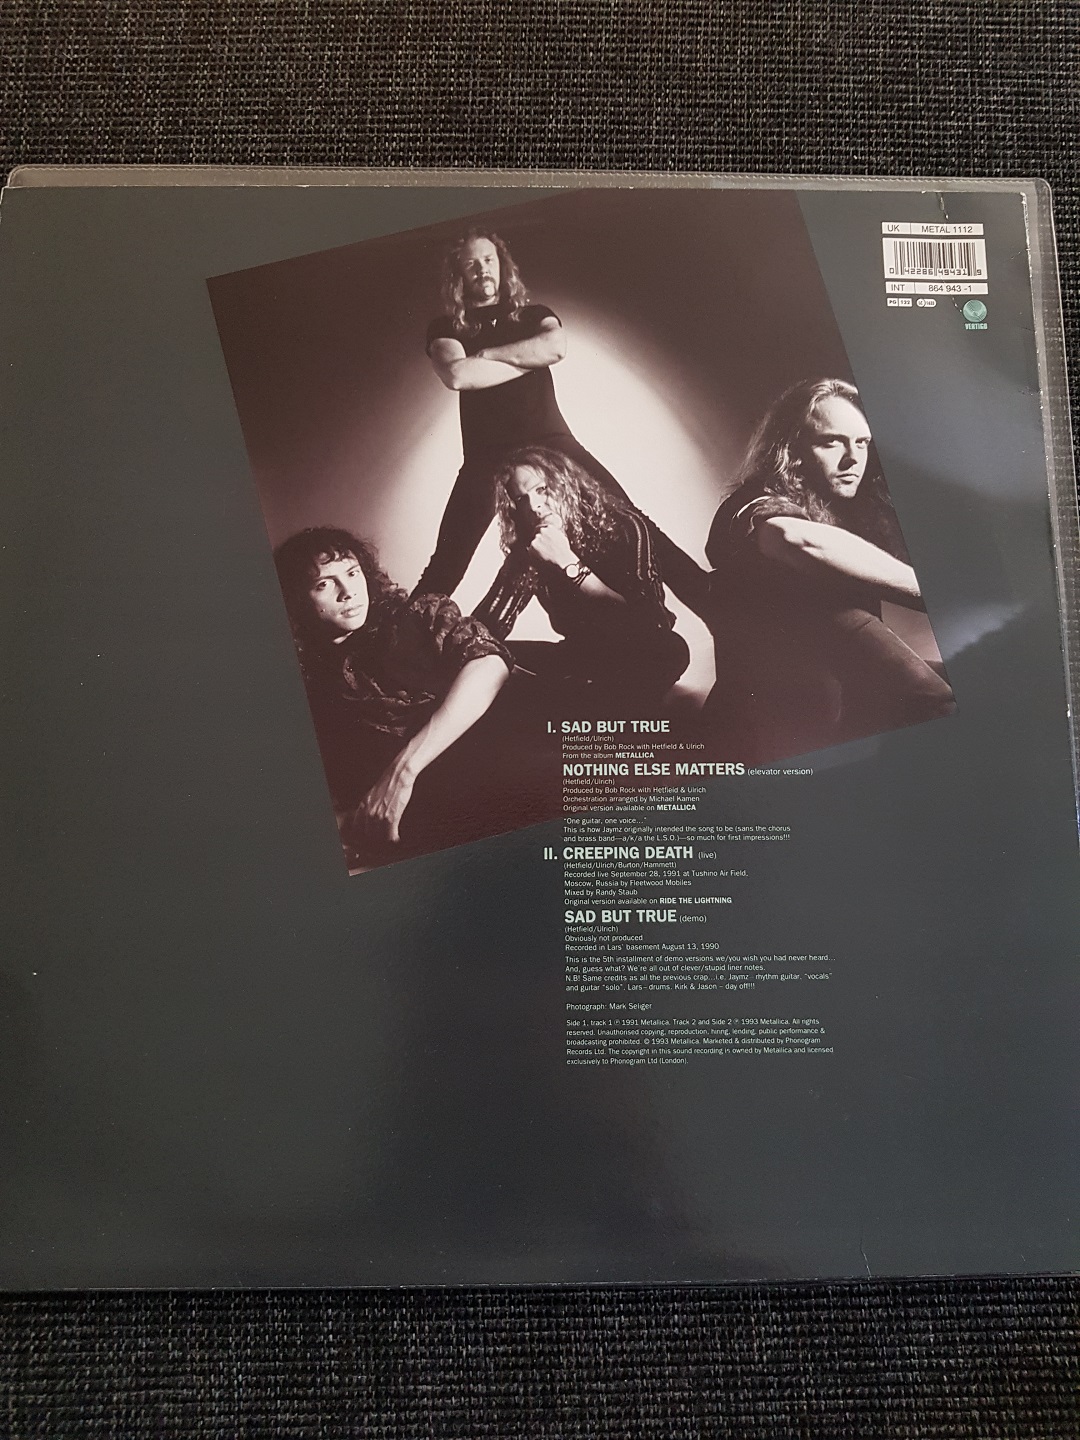 UK METAL 1112
0 42286 49431 9
INT 864 943 -1
PG 122
VERTIGO
I. SAD BUT TRUE
(Hetfield/Ulrich)
Produced by Bob Rock with Hetfield & Ulrich
From the album METALLICA
NOTHING ELSE MATTERS (elevator version)
(Hetfield/Ulrich)
Produced by Bob Rock with Hetfield & Ulrich
Orchestration arranged by Michael Kamen
Original version available on METALLICA
"One guitar, one voice..."
This is how Jaymz originally intended the song to be (sans the chorus
and brass band—a/k/a the L.S.O.)—so much for first impressions!!!
II. CREEPING DEATH (live)
(Hetfield/Ulrich/Burton/Hammett)
Recorded live September 28, 1991 at Tushino Air Field,
Moscow, Russia by Fleetwood Mobiles
Mixed by Randy Staub
Original version available on RIDE THE LIGHTNING
SAD BUT TRUE (demo)
(Hetfield/Ulrich)
Obviously not produced
Recorded in Lars' basement August 13, 1990
This is the 5th installment of demo versions we/you wish you had never heard...
And, guess what? We're all out of clever/stupid liner notes.
N.B! Same credits as all the previous crap...i.e. Jaymz – rhythm guitar, "vocals"
and guitar "solo". Lars – drums. Kirk & Jason – day off!!!
Photograph: Mark Seliger
Side 1, track 1 ℗ 1991 Metallica. Track 2 and Side 2 ℗ 1993 Metallica. All rights
reserved. Unauthorised copying, reproduction, hiring, lending, public performance &
broadcasting prohibited. © 1993 Metallica. Marketed & distributed by Phonogram
Records Ltd. The copyright in this sound recording is owned by Metallica and licensed
exclusively to Phonogram Ltd (London).